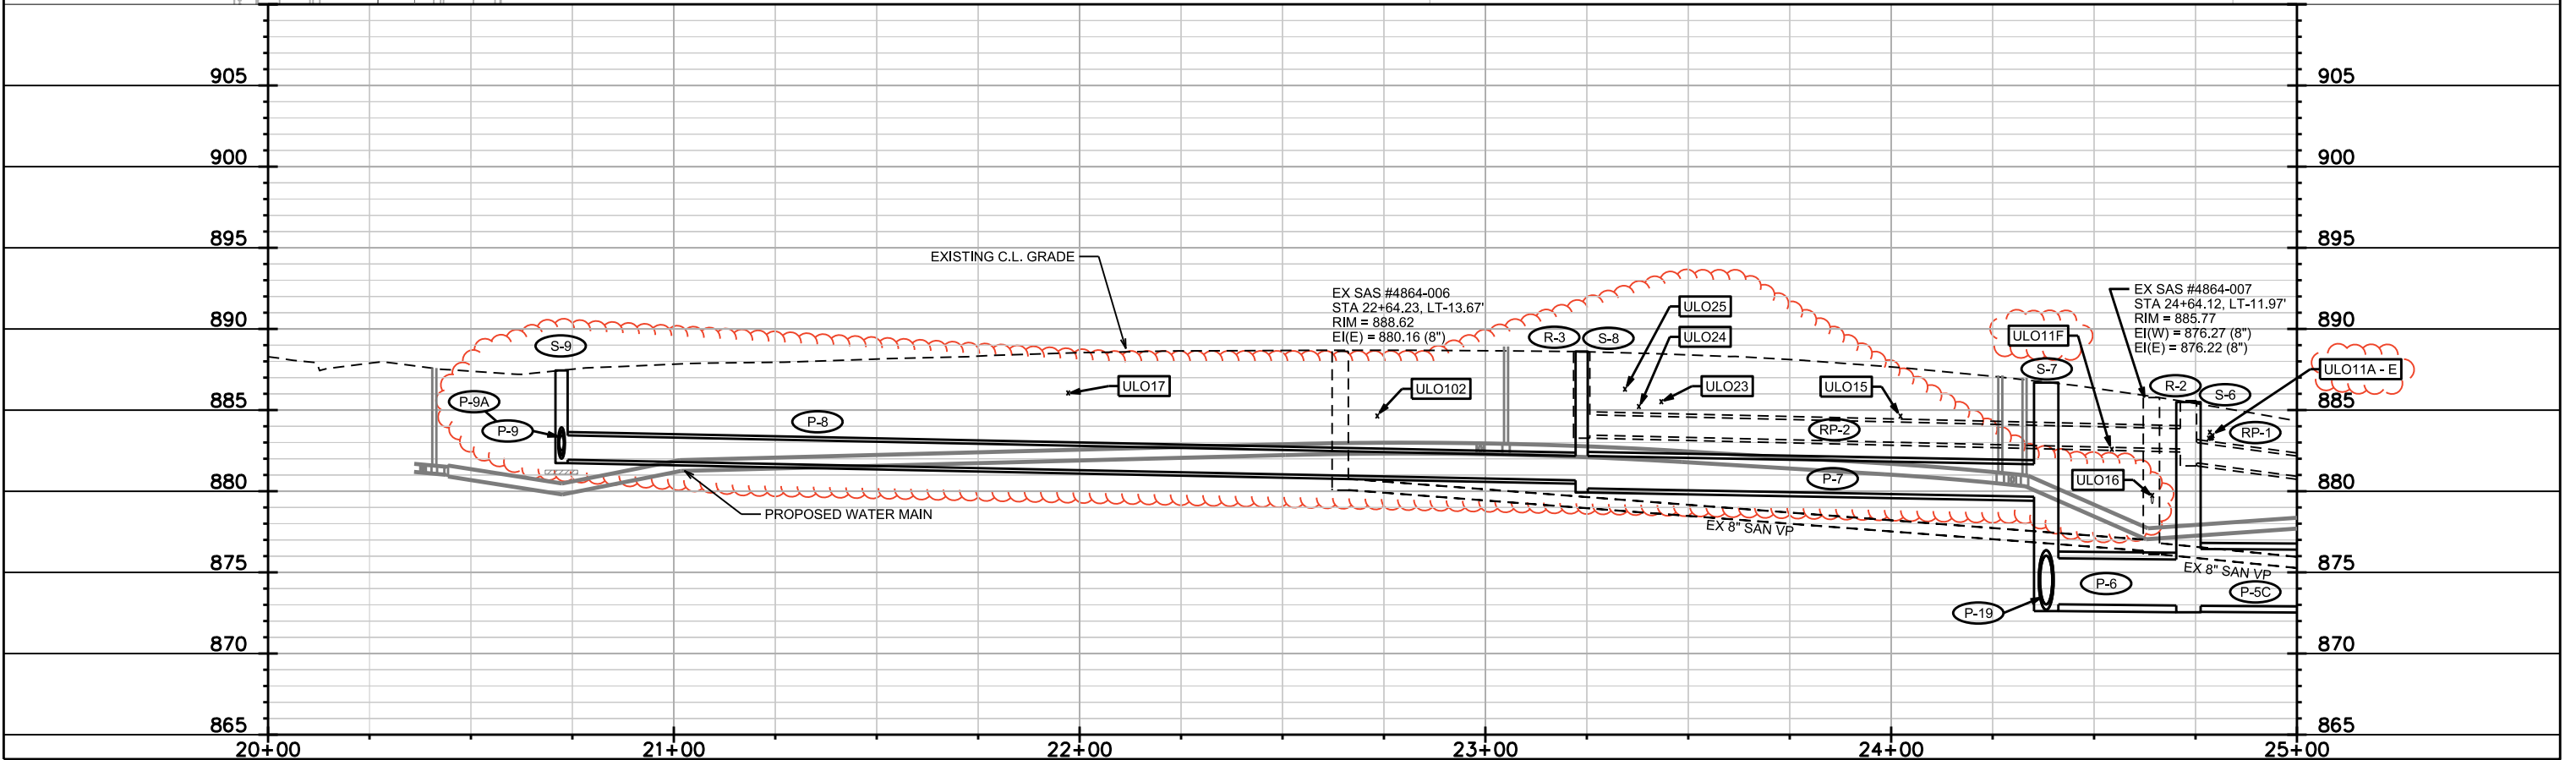 905
905
900
900
895
895
EXISTING C.L. GRADE
EX SAS #4864-006
STA 22+64.23, LT-13.67'
RIM = 888.62
EI(E) = 880.16 (8")
EX SAS #4864-007
STA 24+64.12, LT-11.97'
RIM = 885.77
EI(W) = 876.27 (8")
EI(E) = 876.22 (8")
890
890
ULO25
ULO24
R-3
S-8
ULO11F
S-9
S-7
ULO11A - E
ULO17
ULO102
ULO23
ULO15
R-2
S-6
885
885
P-9A
P-9
P-8
RP-2
RP-1
880
880
P-7
ULO16
PROPOSED WATER MAIN
EX 8" SAN VP
875
875
EX 8" SAN VP
P-6
P-5C
P-19
870
870
865
865
20+00
21+00
22+00
23+00
24+00
25+00